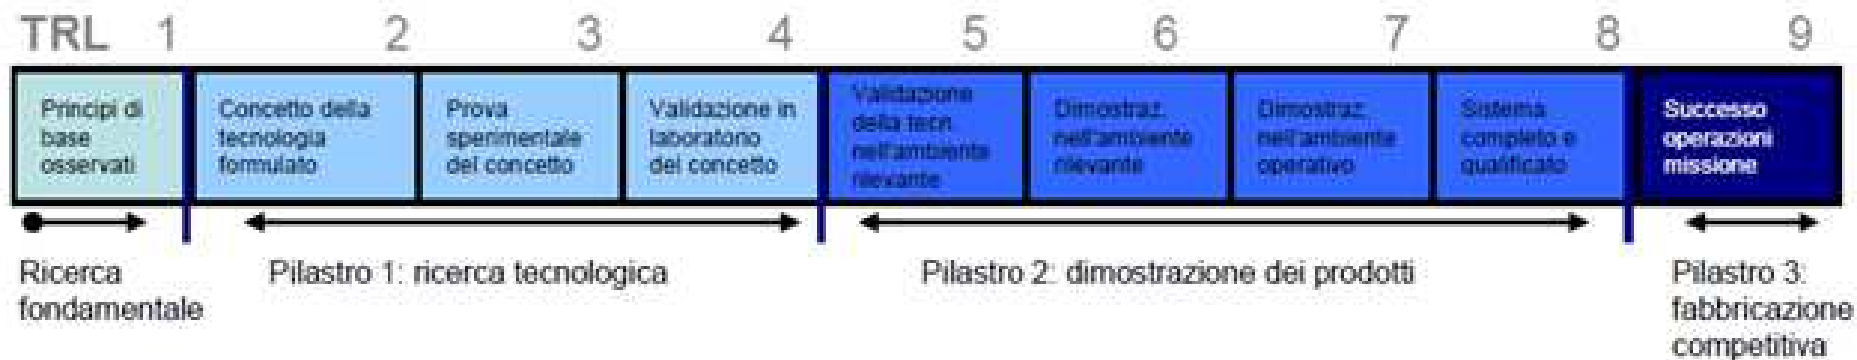 TRL 1 2 3 4 5 6 7 8 9
Principi di
base
osservati
Concetto della
tecnologia
formulato
Prova
sperimentale
del concetto
Validazione in
laboratorio
del concetto
Validazione
della tecn.
nell'ambiente
rilevante
Dimostraz.
nell'ambiente
rilevante
Dimostraz.
nell'ambiente
operativo
Sistema
completo e
qualificato
Successo
operazioni
missione
Ricerca
fondamentale
Pilastro 1: ricerca tecnologica
Pilastro 2: dimostrazione dei prodotti
Pilastro 3:
fabbricazione
competitiva